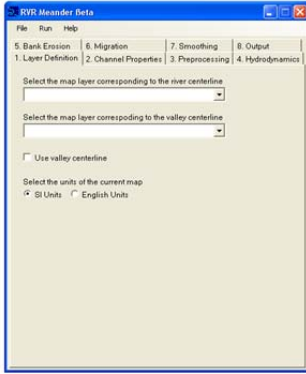 RVR Meander Beta
File Run Help
5. Bank Erosion 6. Migration 7. Smoothing 8. Output
1. Layer Definition 2. Channel Properties 3. Preprocessing 4. Hydrodynamics
Select the map layer corresponding to the river centerline
Select the map layer correspoding to the valley centerline
Use valley centerline
Select the units of the current map
SI Units English Units